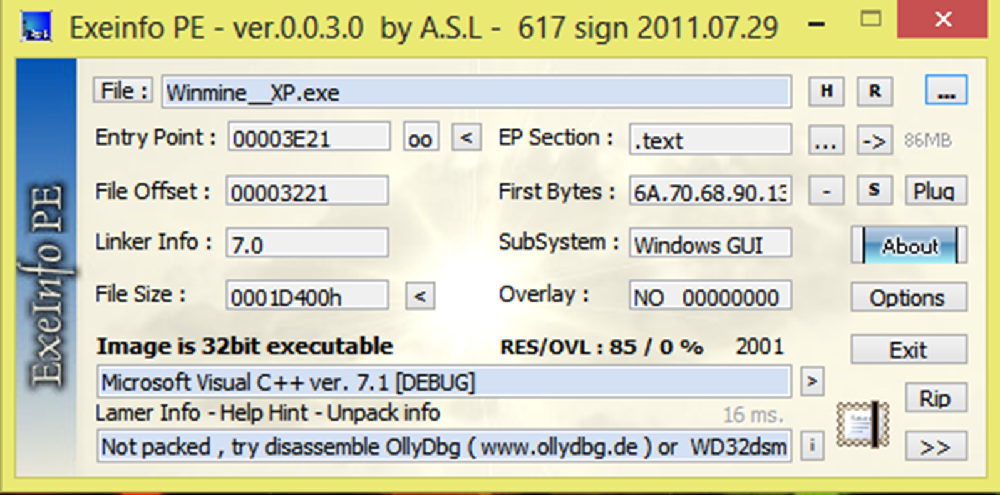 Exeinfo PE - ver.0.0.3.0 by A.S.L - 617 sign 2011.07.29
ExeInfo PE
File : Winmine__XP.exe H R ...
Entry Point : 00003E21 oo < EP Section : .text ... -> 86MB
File Offset : 00003221 First Bytes : 6A.70.68.90.13 - S Plug
Linker Info : 7.0 SubSystem : Windows GUI About
File Size : 0001D400h < Overlay : NO 00000000 Options
Image is 32bit executable RES/OVL : 85 / 0 % 2001 Exit
Microsoft Visual C++ ver. 7.1 [DEBUG] >
Lamer Info - Help Hint - Unpack info 16 ms. Rip
Not packed , try disassemble OllyDbg ( www.ollydbg.de ) or WD32dsm i >>